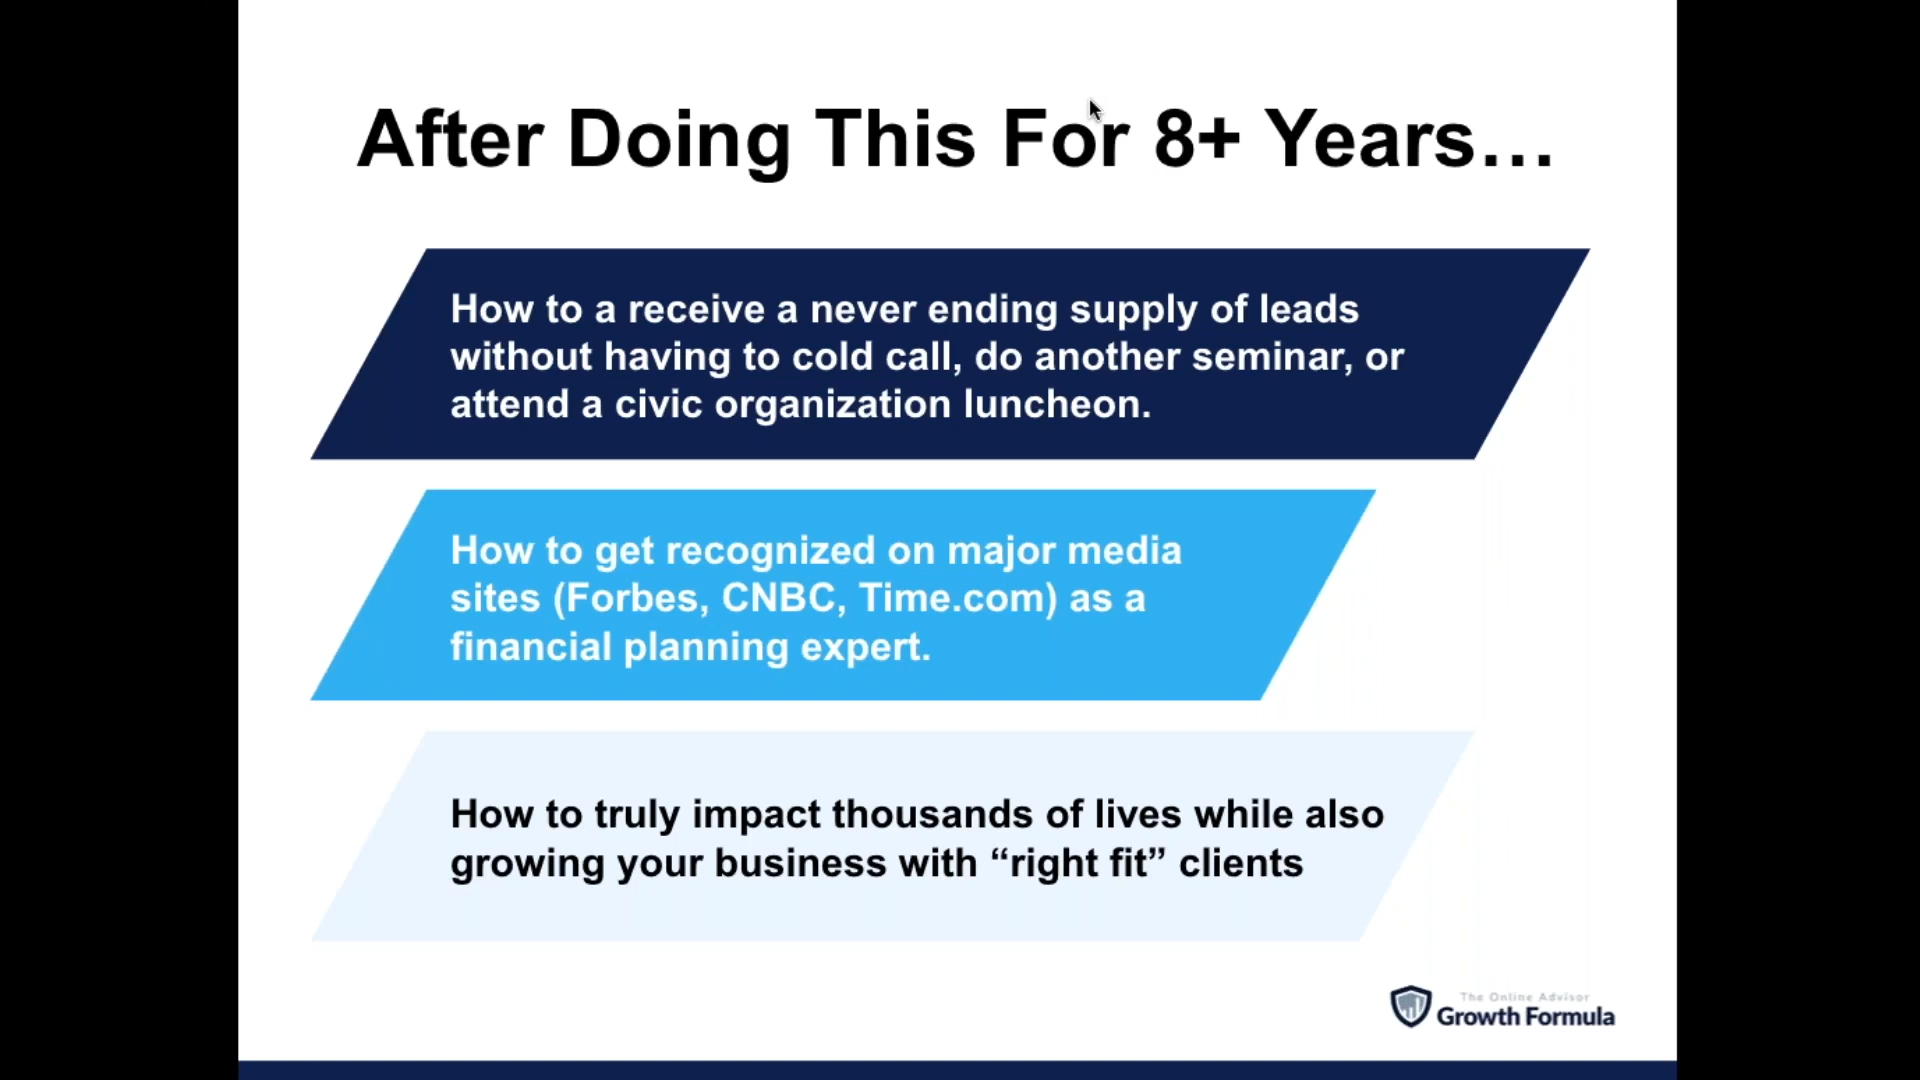 After Doing This For 8+ Years…
How to a receive a never ending supply of leads
without having to cold call, do another seminar, or
attend a civic organization luncheon.
How to get recognized on major media
sites (Forbes, CNBC, Time.com) as a
financial planning expert.
How to truly impact thousands of lives while also
growing your business with “right fit” clients
The Online Advisor
Growth Formula